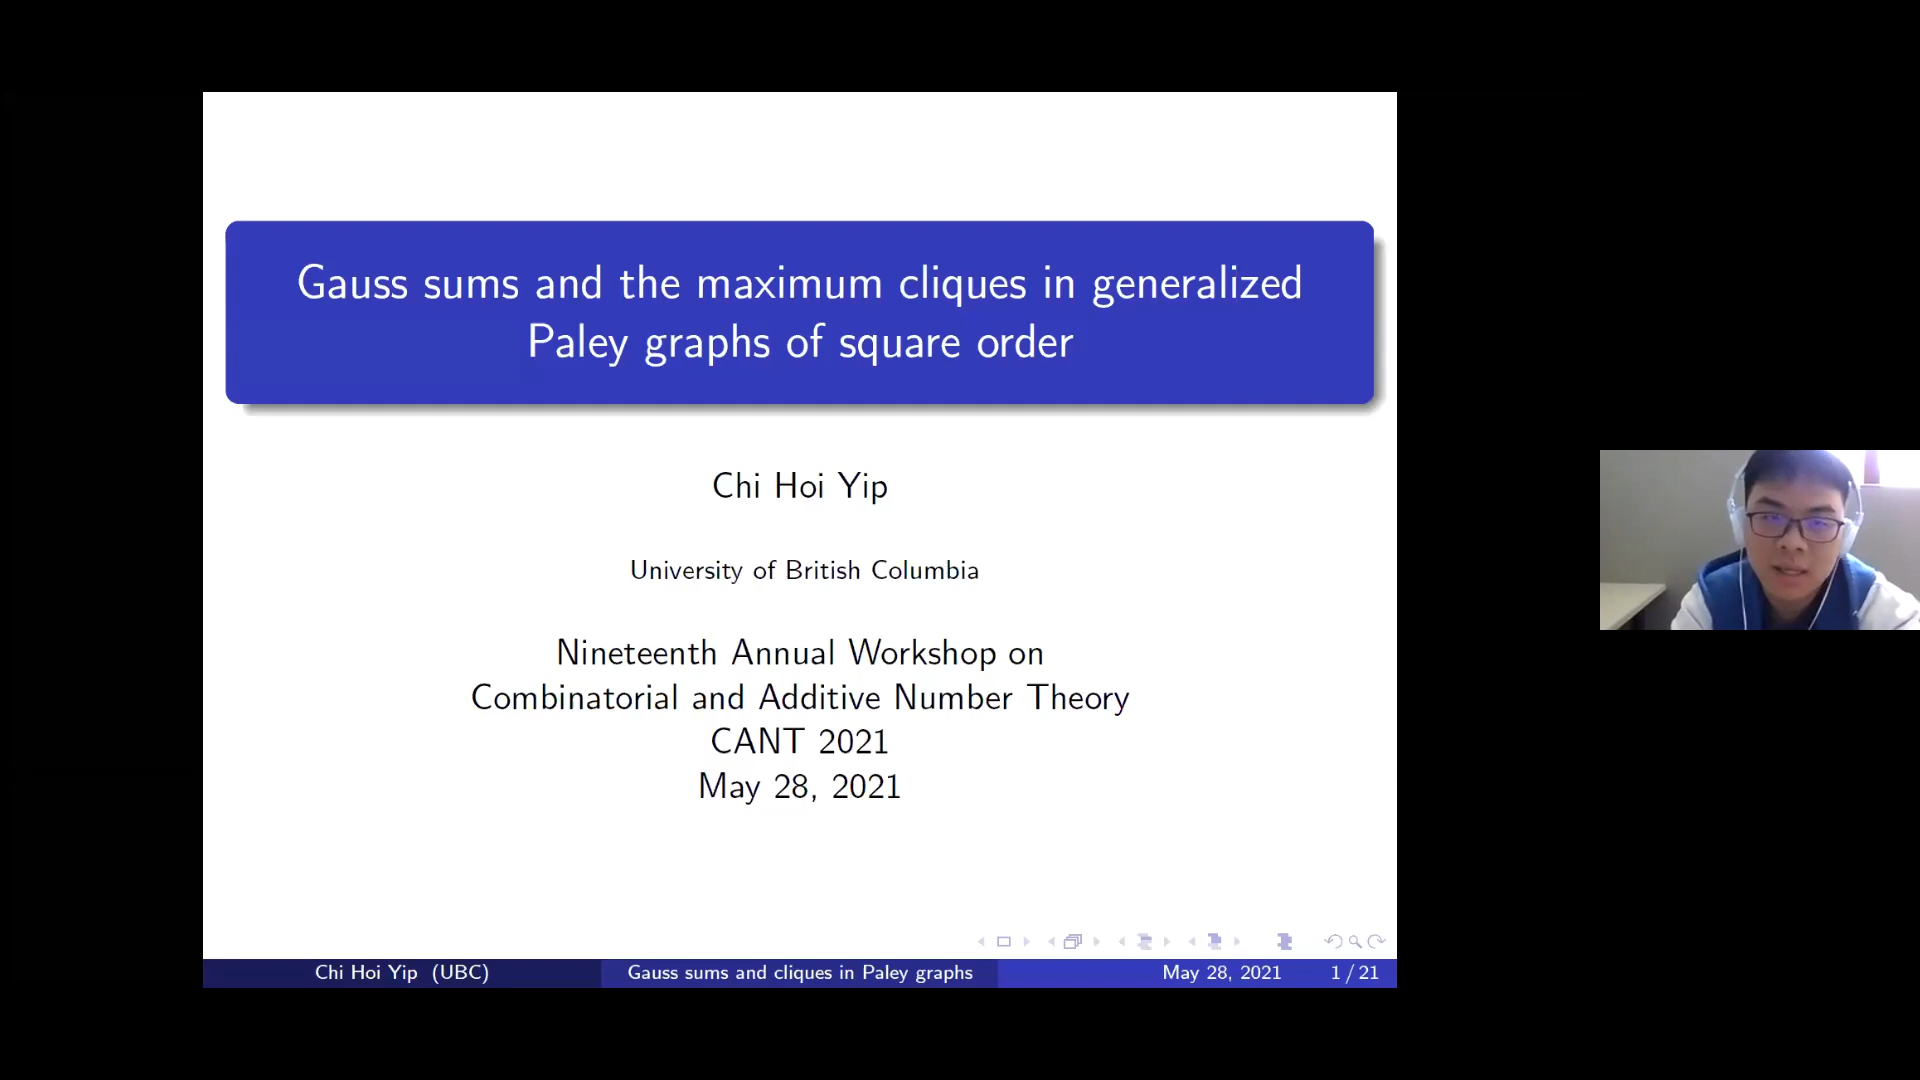 Gauss sums and the maximum cliques in generalized
Paley graphs of square order
Chi Hoi Yip
University of British Columbia
Nineteenth Annual Workshop on
Combinatorial and Additive Number Theory
CANT 2021
May 28, 2021
Chi Hoi Yip (UBC)
Gauss sums and cliques in Paley graphs
May 28, 2021
1 / 21